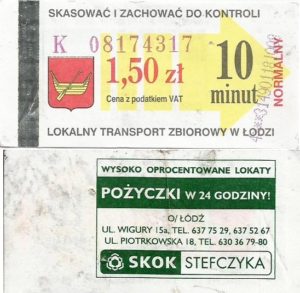 SKASOWAĆ I ZACHOWAĆ DO KONTROLI
K 08174317
1,50 zł
Cena z podatkiem VAT
10
minut
NORMALNY
LOKALNY TRANSPORT ZBIOROWY W ŁODZI
WYSOKO OPROCENTOWANE LOKATY
POŻYCZKI W 24 GODZINY!
O/ŁÓDŹ
UL. WIGURY 15a, TEL. 637 75 29, 637 52 67
UL. PIOTRKOWSKA 18, TEL. 630 36 79-80
SKOK STEFCZYKA